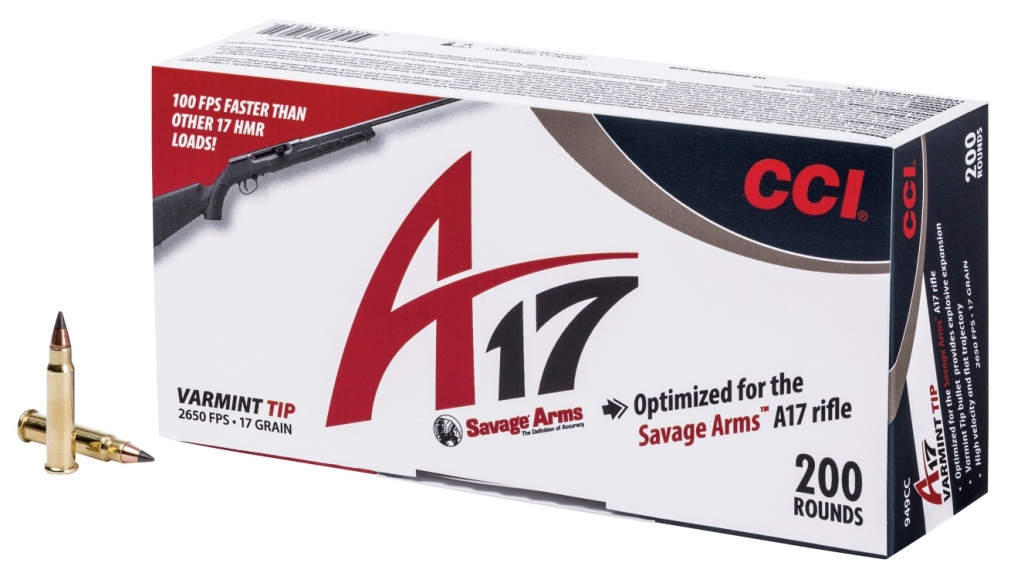 100 FPS FASTER THAN
OTHER 17 HMR
LOADS!
CCI®
A17
VARMINT TIP
2650 FPS • 17 GRAIN
Savage Arms
The Definition of Accuracy
Optimized for the
Savage Arms™ A17 rifle
200
ROUNDS
CCI
200
ROUNDS
A17
VARMINT TIP
• Optimized for the Savage Arms™ A17 rifle
• Varmint Tip bullet provides explosive expansion
• High velocity and flat trajectory
2650 FPS • 17 GRAIN
949CC